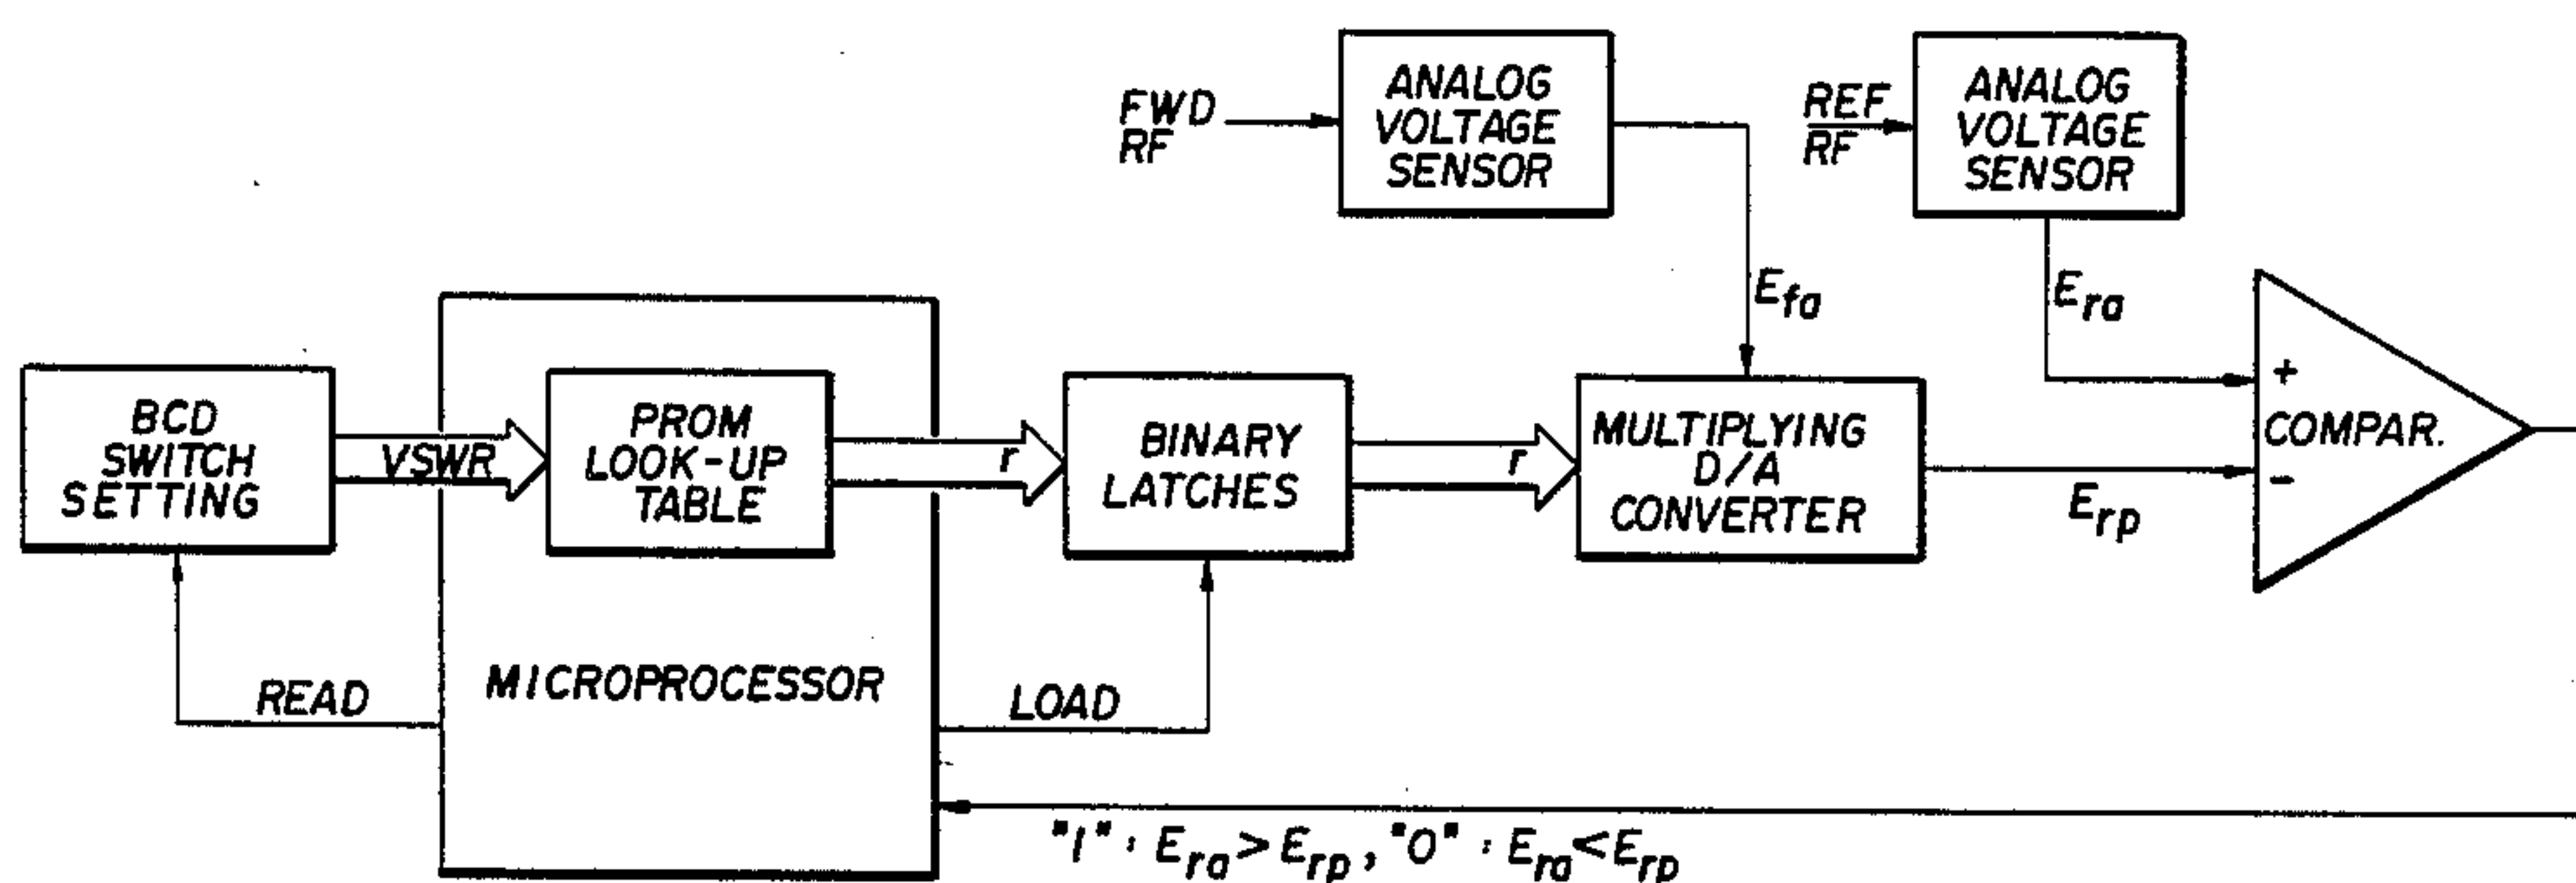 FWD
RF
ANALOG
VOLTAGE
SENSOR
REF
RF
ANALOG
VOLTAGE
SENSOR
Efa
Era
BCD
SWITCH
SETTING
VSWR
PROM
LOOK-UP
TABLE
r
BINARY
LATCHES
r
MULTIPLYING
D/A
CONVERTER
Erp
+
COMPAR.
-
READ
MICROPROCESSOR
LOAD
"1" : Era > Erp, "0" : Era < Erp